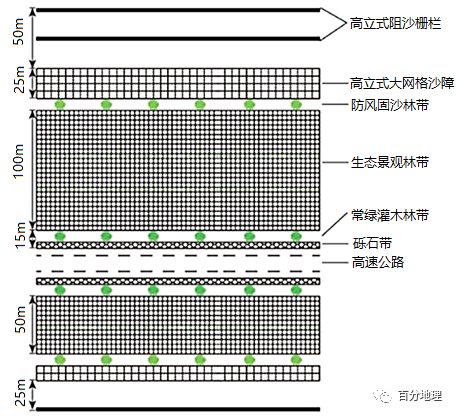 50m
高立式阻沙栅栏
25m
高立式大网格沙障
防风固沙林带
100m
生态景观林带
15m
常绿灌木林带
砾石带
高速公路
50m
25m
百分地理